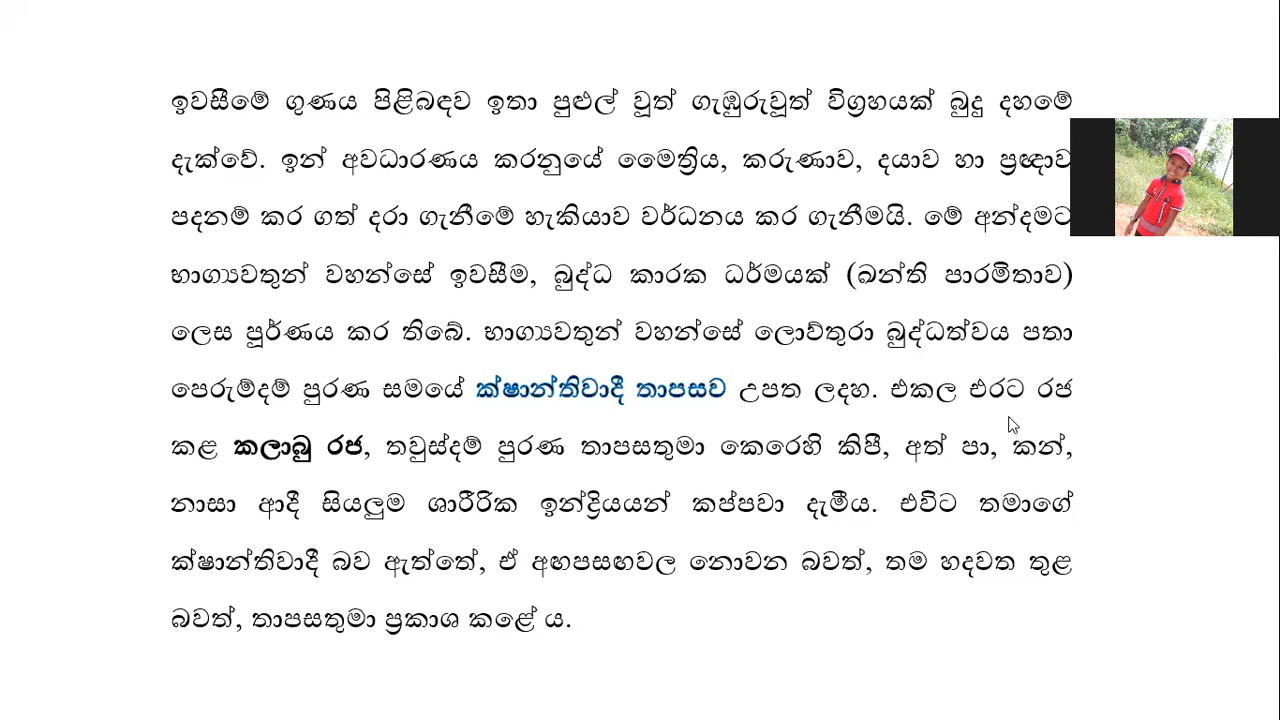 ඉවසීමේ ගුණය පිළිබඳව ඉතා පුළුල් වූත් ගැඹුරුවූත් විග්‍රහයක් බුදු දහමේ
දැක්වේ. ඉන් අවධාරණය කරනුයේ මෛත්‍රිය, කරුණාව, දයාව හා ප්‍රඥාව
පදනම් කර ගත් දරා ගැනීමේ හැකියාව වර්ධනය කර ගැනීමයි. මේ අන්දමට
භාග්‍යවතුන් වහන්සේ ඉවසීම, බුද්ධ කාරක ධර්මයක් (ඛන්ති පාරමිතාව)
ලෙස පූර්ණය කර තිබේ. භාග්‍යවතුන් වහන්සේ ලොව්තුරා බුද්ධත්වය පතා
පෙරුම්දම් පුරණ සමයේ ක්ෂාන්තිවාදී තාපසව උපත ලදහ. එකල එරට රජ
කළ කලාබු රජ, තවුස්දම් පුරණ තාපසතුමා කෙරෙහි කිපී, අත් පා, කන්,
නාසා ආදී සියලුම ශාරීරික ඉන්ද්‍රියයන් කප්පවා දැමීය. එවිට තමාගේ
ක්ෂාන්තිවාදී බව ඇත්තේ, ඒ අඟපසඟවල නොවන බවත්, තම හදවත තුළ
බවත්, තාපසතුමා ප්‍රකාශ කළේ ය.